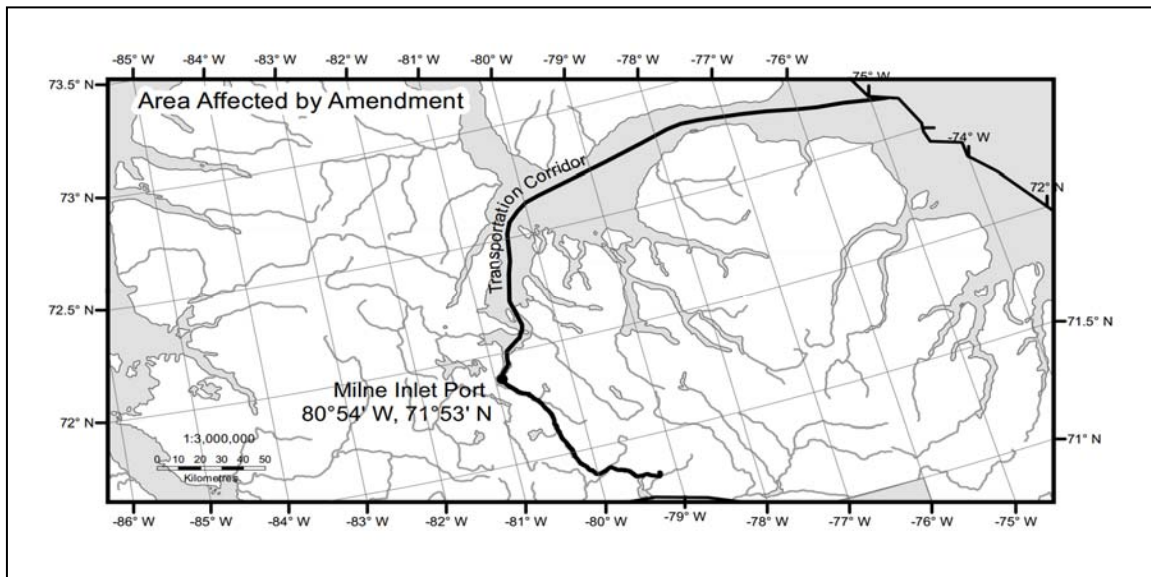 -85° W -84° W -83° W -82° W -81° W -80° W -79° W -78° W -77° W -76° W
73.5° N
Area Affected by Amendment
75° W
-74° W
Transportation Corridor
73° N
72° N
72.5° N
71.5° N
Milne Inlet Port
80°54' W, 71°53' N
72° N
71° N
1:3,000,000
0 10 20 30 40 50
Kilometres
-86° W -85° W -84° W -83° W -82° W -81° W -80° W -79° W -78° W -77° W -76° W -75° W